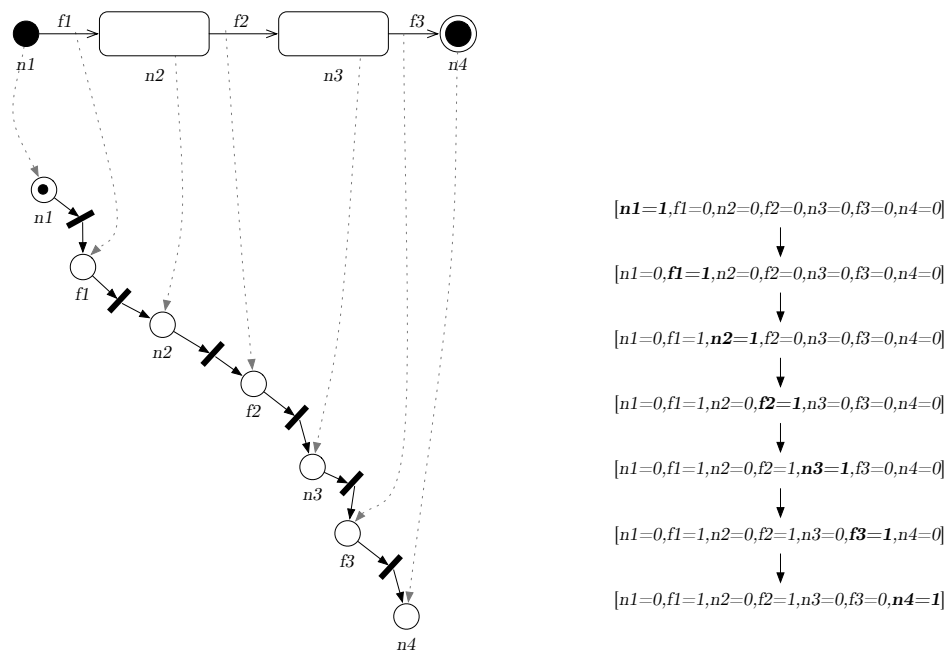 f1 f2 f3
n1 n2 n3 n4
n1
f1
n2
f2
n3
f3
n4
[n1=1,f1=0,n2=0,f2=0,n3=0,f3=0,n4=0]
[n1=0,f1=1,n2=0,f2=0,n3=0,f3=0,n4=0]
[n1=0,f1=1,n2=1,f2=0,n3=0,f3=0,n4=0]
[n1=0,f1=1,n2=0,f2=1,n3=0,f3=0,n4=0]
[n1=0,f1=1,n2=0,f2=1,n3=1,f3=0,n4=0]
[n1=0,f1=1,n2=0,f2=1,n3=0,f3=1,n4=0]
[n1=0,f1=1,n2=0,f2=1,n3=0,f3=0,n4=1]